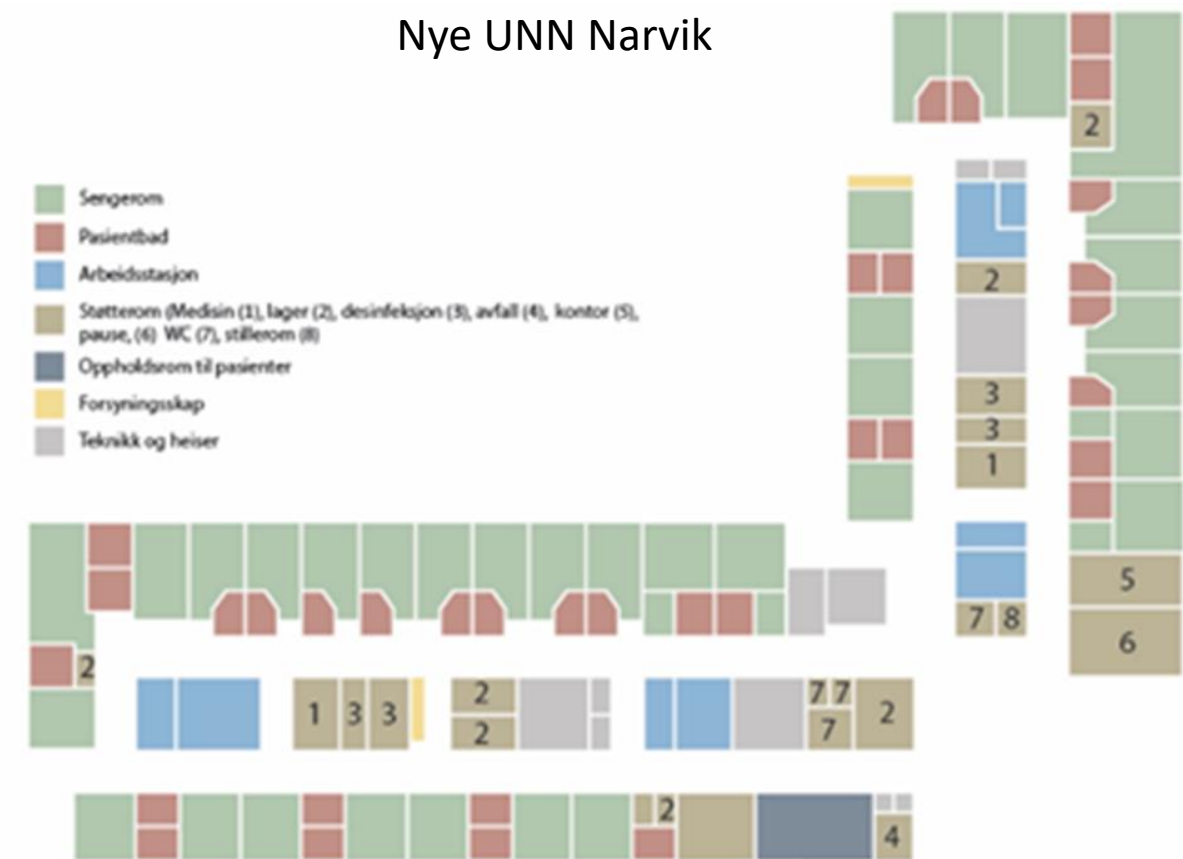 Nye UNN Narvik
2
Sengerom
Pasientbad
Arbeidsstasjon
2
Støtterom (Medisin (1), lager (2), desinfeksjon (3), avfall (4), kontor (5),
pause, (6) WC (7), stillerom (8)
Oppholdsrom til pasienter
3
Forsyningsskap
3
Teknikk og heiser
1
5
7 8
6
2
1 3 3
2
2
7 7
7
2
2
4